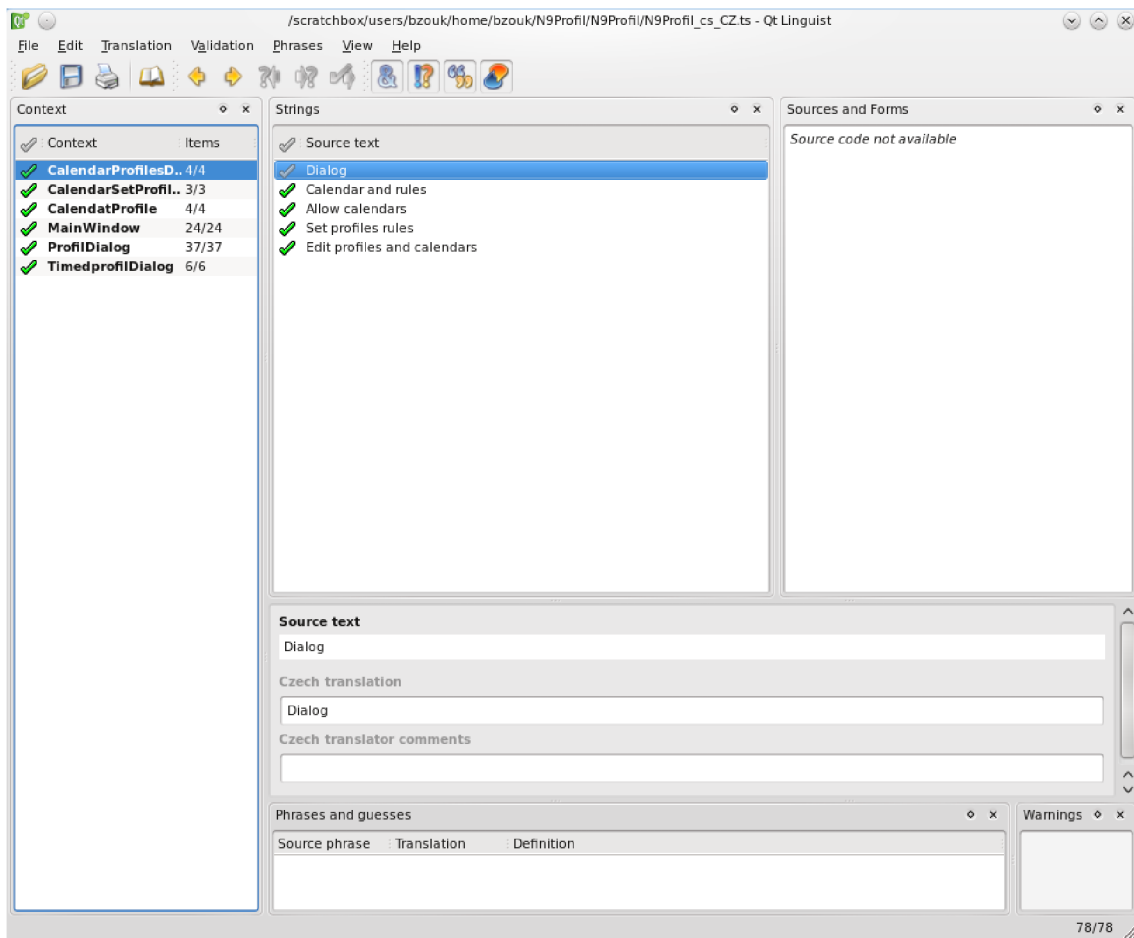 /scratchbox/users/bzouk/home/bzouk/N9Profil/N9Profil/N9Profil_cs_CZ.ts - Qt Linguist
File Edit Translation Validation Phrases View Help
Context
Context Items
CalendarProfilesD.. 4/4
CalendarSetProfil.. 3/3
CalendatProfile 4/4
MainWindow 24/24
ProfilDialog 37/37
TimedprofilDialog 6/6
Strings
Source text
Dialog
Calendar and rules
Allow calendars
Set profiles rules
Edit profiles and calendars
Sources and Forms
Source code not available
Source text
Dialog
Czech translation
Dialog
Czech translator comments
Phrases and guesses
Source phrase Translation Definition
Warnings
78/78